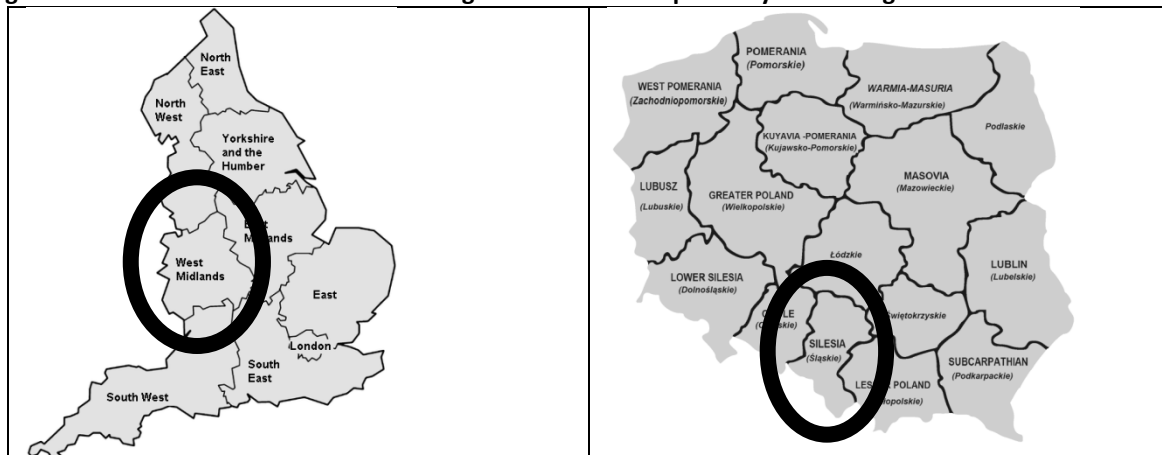 North
East
North
West
Yorkshire
and the
Humber
West
Midlands
East
London
South
East
South West
POMERANIA
(Pomorskie)
WEST POMERANIA
(Zachodniopomorskie)
WARMIA-MASURIA
(Warmińsko-Mazurskie)
Podlaskie
KUYAVIA -POMERANIA
(Kujawsko-Pomorskie)
LUBUSZ
(Lubuskie)
GREATER POLAND
(Wielkopolskie)
MASOVIA
(Mazowieckie)
Łódzkie
LOWER SILESIA
(Dolnośląskie)
LUBLIN
(Lubelskie)
SILESIA
(Śląskie)
Świętokrzyskie
SUBCARPATHIAN
(Podkarpackie)
POLAND